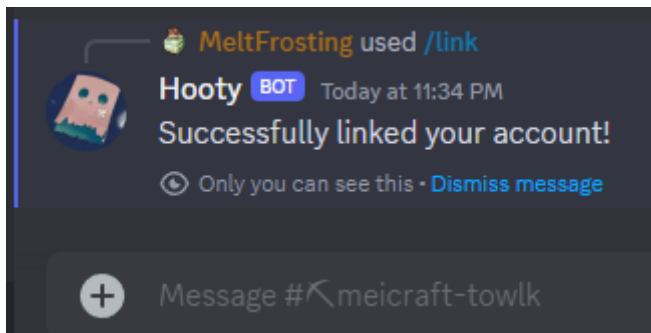 MeltFrosting used /link
Hooty BOT Today at 11:34 PM
Successfully linked your account!
Only you can see this • Dismiss message
Message #⛏meicraft-towlk